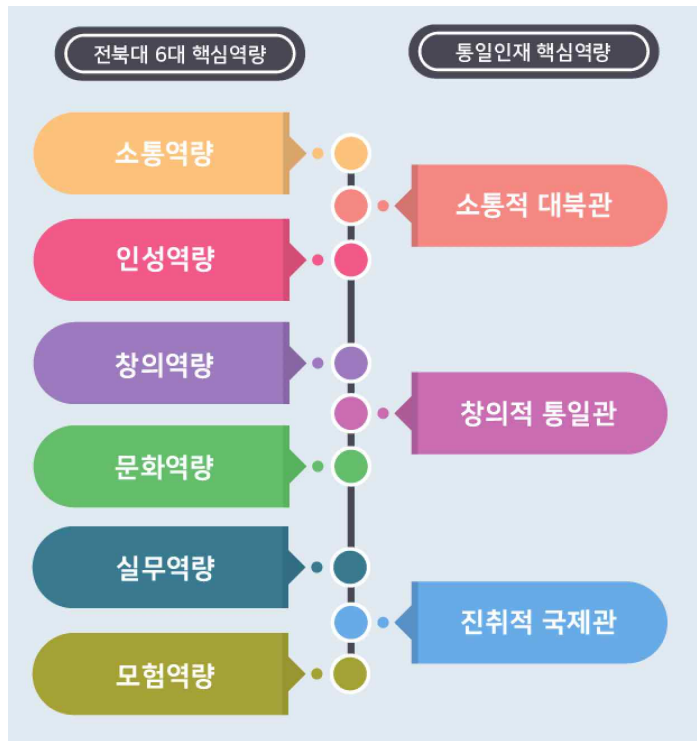 전북대 6대 핵심역량
통일인재 핵심역량
소통역량
소통적 대북관
인성역량
창의역량
창의적 통일관
문화역량
실무역량
진취적 국제관
모험역량